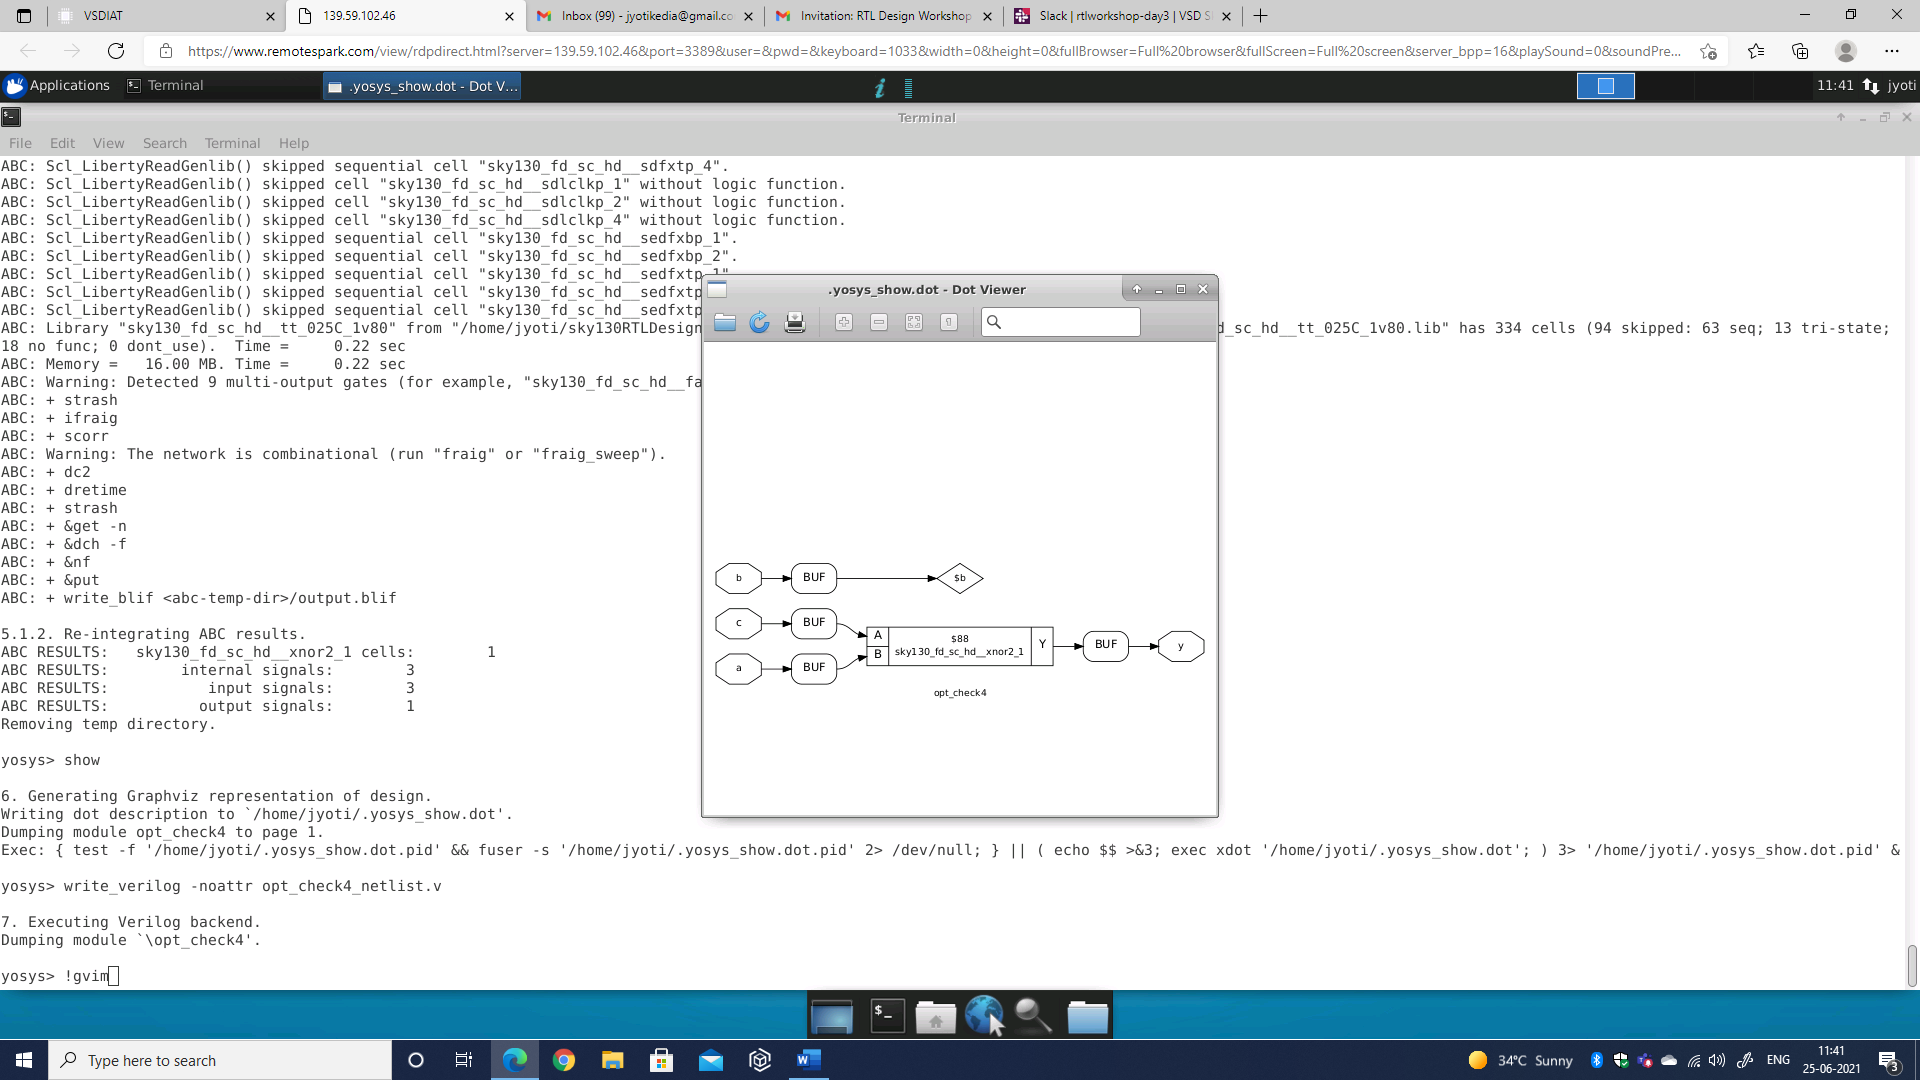 VSDIAT
139.59.102.46
Inbox (99) - jyotikedia@gmail.co
Invitation: RTL Design Workshop
Slack | rtlworkshop-day3 | VSD S
https://www.remotespark.com/view/rdpdirect.html?server=139.59.102.46&port=3389&user=&pwd=&keyboard=1033&width=0&height=0&fullBrowser=Full%20browser&fullScreen=Full%20screen&server_bpp=16&playSound=0&soundPre...
Applications
Terminal
.yosys_show.dot - Dot V...
11:41
jyoti
Terminal
File Edit View Search Terminal Help
ABC: Scl_LibertyReadGenlib() skipped sequential cell "sky130_fd_sc_hd__sdfxtp_4".
ABC: Scl_LibertyReadGenlib() skipped cell "sky130_fd_sc_hd__sdlclkp_1" without logic function.
ABC: Scl_LibertyReadGenlib() skipped cell "sky130_fd_sc_hd__sdlclkp_2" without logic function.
ABC: Scl_LibertyReadGenlib() skipped cell "sky130_fd_sc_hd__sdlclkp_4" without logic function.
ABC: Scl_LibertyReadGenlib() skipped sequential cell "sky130_fd_sc_hd__sedfxbp_1".
ABC: Scl_LibertyReadGenlib() skipped sequential cell "sky130_fd_sc_hd__sedfxbp_2".
ABC: Scl_LibertyReadGenlib() skipped sequential cell "sky130_fd_sc_hd__sedfxtp_1"
ABC: Scl_LibertyReadGenlib() skipped sequential cell "sky130_fd_sc_hd__sedfxtp
ABC: Scl_LibertyReadGenlib() skipped sequential cell "sky130_fd_sc_hd__sedfxtp
ABC: Library "sky130_fd_sc_hd__tt_025C_1v80" from "/home/jyoti/sky130RTLDesign d_sc_hd__tt_025C_1v80.lib" has 334 cells (94 skipped: 63 seq; 13 tri-state;
18 no func; 0 dont_use).  Time =     0.22 sec
ABC: Memory =   16.00 MB. Time =     0.22 sec
ABC: Warning: Detected 9 multi-output gates (for example, "sky130_fd_sc_hd__fa
ABC: + strash
ABC: + ifraig
ABC: + scorr
ABC: Warning: The network is combinational (run "fraig" or "fraig_sweep").
ABC: + dc2
ABC: + dretime
ABC: + strash
ABC: + &get -n
ABC: + &dch -f
ABC: + &nf
ABC: + &put
ABC: + write_blif <abc-temp-dir>/output.blif
5.1.2. Re-integrating ABC results.
ABC RESULTS:   sky130_fd_sc_hd__xnor2_1 cells:        1
ABC RESULTS:        internal signals:        3
ABC RESULTS:           input signals:        3
ABC RESULTS:          output signals:        1
Removing temp directory.
yosys> show
6. Generating Graphviz representation of design.
Writing dot description to `/home/jyoti/.yosys_show.dot'.
Dumping module opt_check4 to page 1.
Exec: { test -f '/home/jyoti/.yosys_show.dot.pid' && fuser -s '/home/jyoti/.yosys_show.dot.pid' 2> /dev/null; } || ( echo $$ >&3; exec xdot '/home/jyoti/.yosys_show.dot'; ) 3> '/home/jyoti/.yosys_show.dot.pid' &
yosys> write_verilog -noattr opt_check4_netlist.v
7. Executing Verilog backend.
Dumping module `\opt_check4'.
yosys> !gvim
.yosys_show.dot - Dot Viewer
b BUF $b
c BUF
a BUF
A
B
$88
sky130_fd_sc_hd__xnor2_1
Y
BUF y
opt_check4
Type here to search
34°C Sunny
ENG
11:41
25-06-2021
3